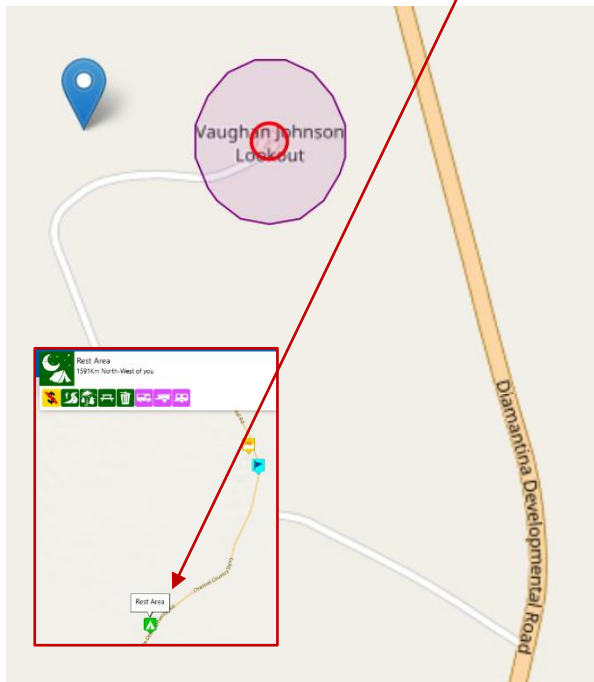 Vaughan Johnson
Lookout
Rest Area
1591Km North-West of you
Rest Area
Diamantina Developmental Road